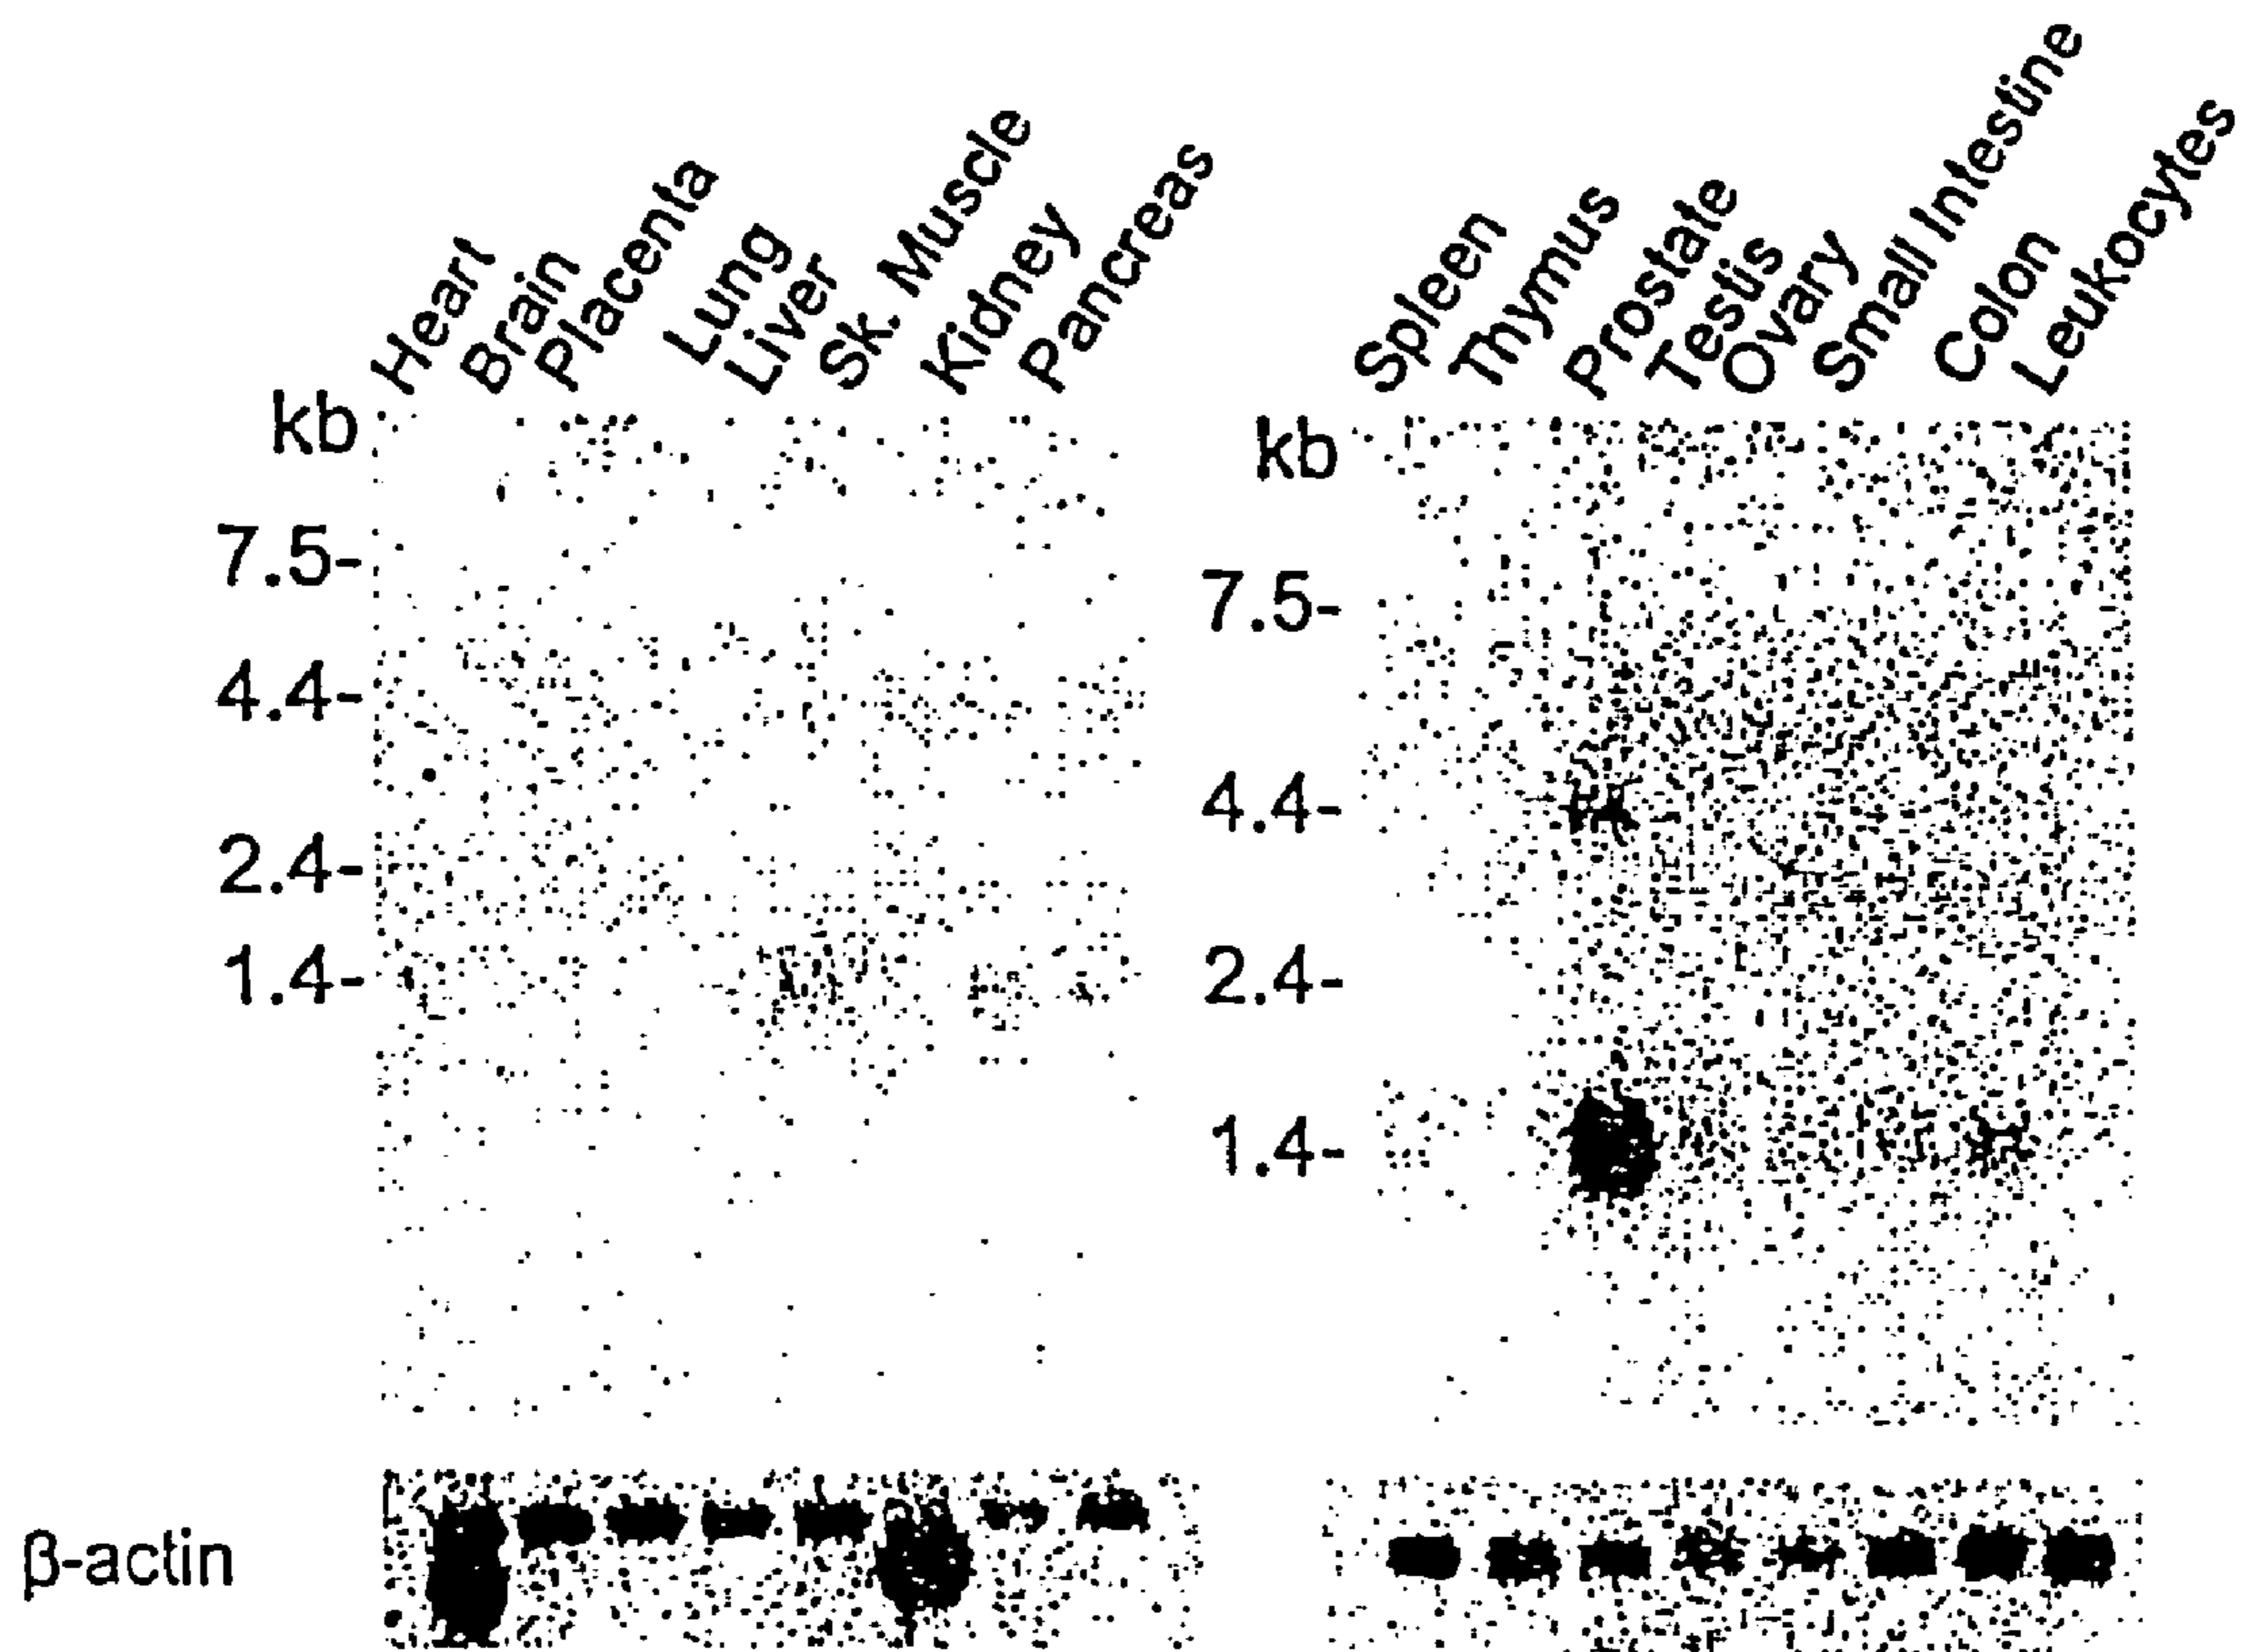 Heart Brain Placenta Lung Liver Sk. Muscle Kidney Pancreas
kb
7.5-
4.4-
2.4-
1.4-
Spleen Thymus Prostate Testis Ovary Small Intestine Colon Leukocytes
kb
7.5-
4.4-
2.4-
1.4-
β-actin